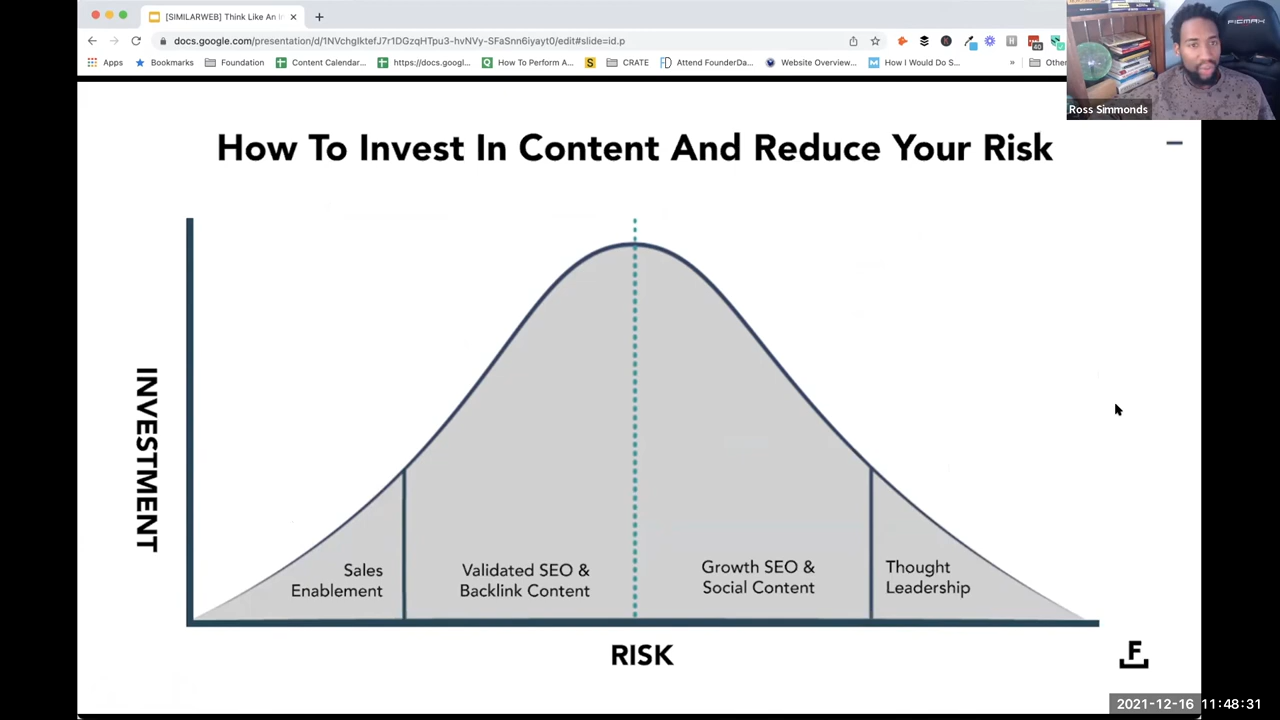 [SIMILARWEB] Think Like An In
docs.google.com/presentation/d/1NVchgIktefJ7r1DGzqHTpu3-hvNVy-SFaSnn6iyayt0/edit#slide=id.p
Apps
Bookmarks
Foundation
Content Calendar...
https://docs.googl...
How To Perform A...
CRATE
Attend FounderDa...
Website Overview...
How I Would Do S...
»
Other
FICMAX
Ross Simmonds
How To Invest In Content And Reduce Your Risk
INVESTMENT
Sales
Enablement
Validated SEO &
Backlink Content
Growth SEO &
Social Content
Thought
Leadership
RISK
F
2021-12-16 11:48:31